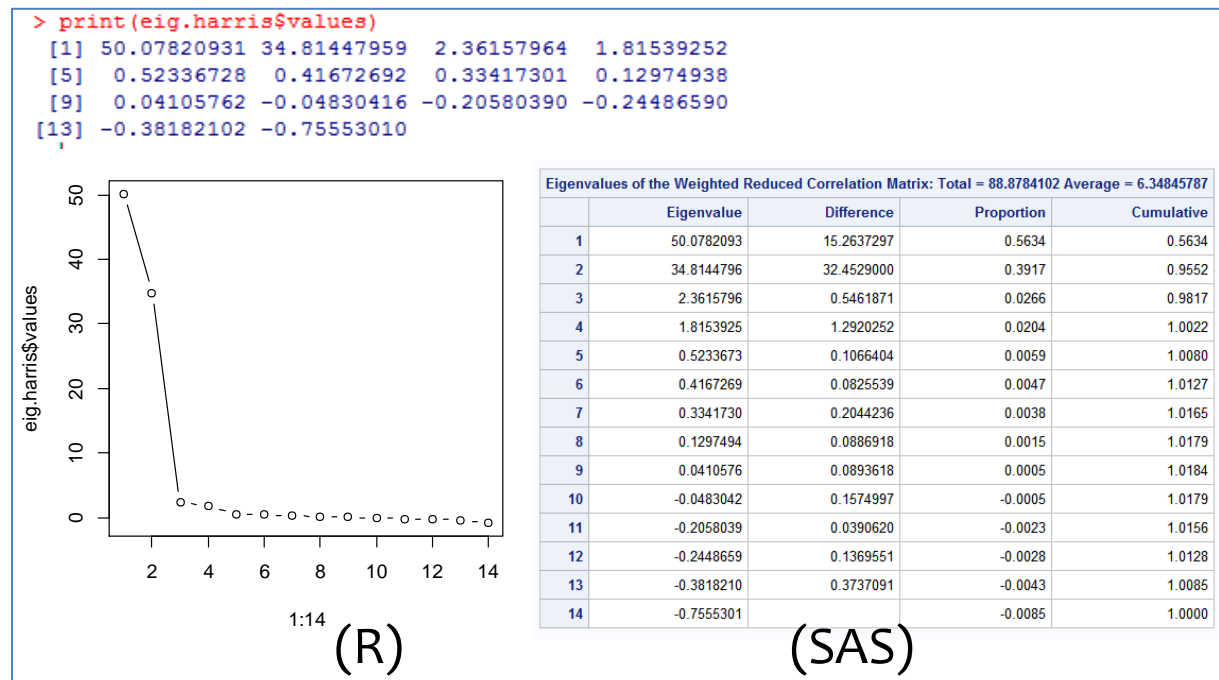 > print(eig.harris$values)
[1] 50.07820931 34.81447959 2.36157964 1.81539252
[5] 0.52336728 0.41672692 0.33417301 0.12974938
[9] 0.04105762 -0.04830416 -0.20580390 -0.24486590
[13] -0.38182102 -0.75553010
eig.harris$values
50
40
30
20
10
0
2 4 6 8 10 12 14
1:14
(R)
Eigenvalues of the Weighted Reduced Correlation Matrix: Total = 88.8784102 Average = 6.34845787
Eigenvalue Difference Proportion Cumulative
1 50.0782093 15.2637297 0.5634 0.5634
2 34.8144796 32.4529000 0.3917 0.9552
3 2.3615796 0.5461871 0.0266 0.9817
4 1.8153925 1.2920252 0.0204 1.0022
5 0.5233673 0.1066404 0.0059 1.0080
6 0.4167269 0.0825539 0.0047 1.0127
7 0.3341730 0.2044236 0.0038 1.0165
8 0.1297494 0.0886918 0.0015 1.0179
9 0.0410576 0.0893618 0.0005 1.0184
10 -0.0483042 0.1574997 -0.0005 1.0179
11 -0.2058039 0.0390620 -0.0023 1.0156
12 -0.2448659 0.1369551 -0.0028 1.0128
13 -0.3818210 0.3737091 -0.0043 1.0085
14 -0.7555301 -0.0085 1.0000
(SAS)